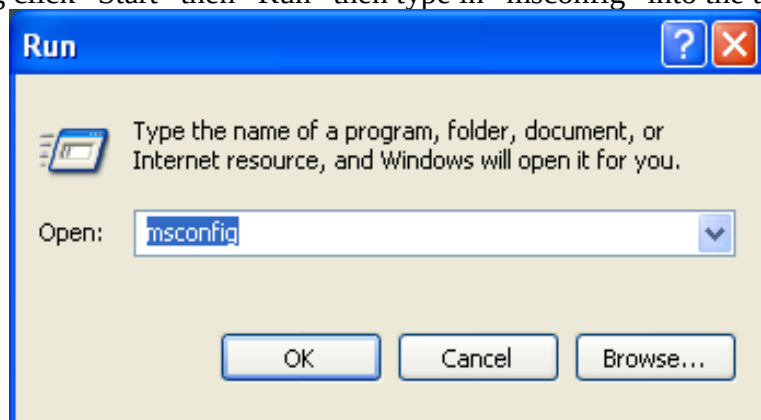 click "Start" then "Run" then type in "msconfig" into the
Run
Type the name of a program, folder, document, or
Internet resource, and Windows will open it for you.
Open: msconfig
OK Cancel Browse...